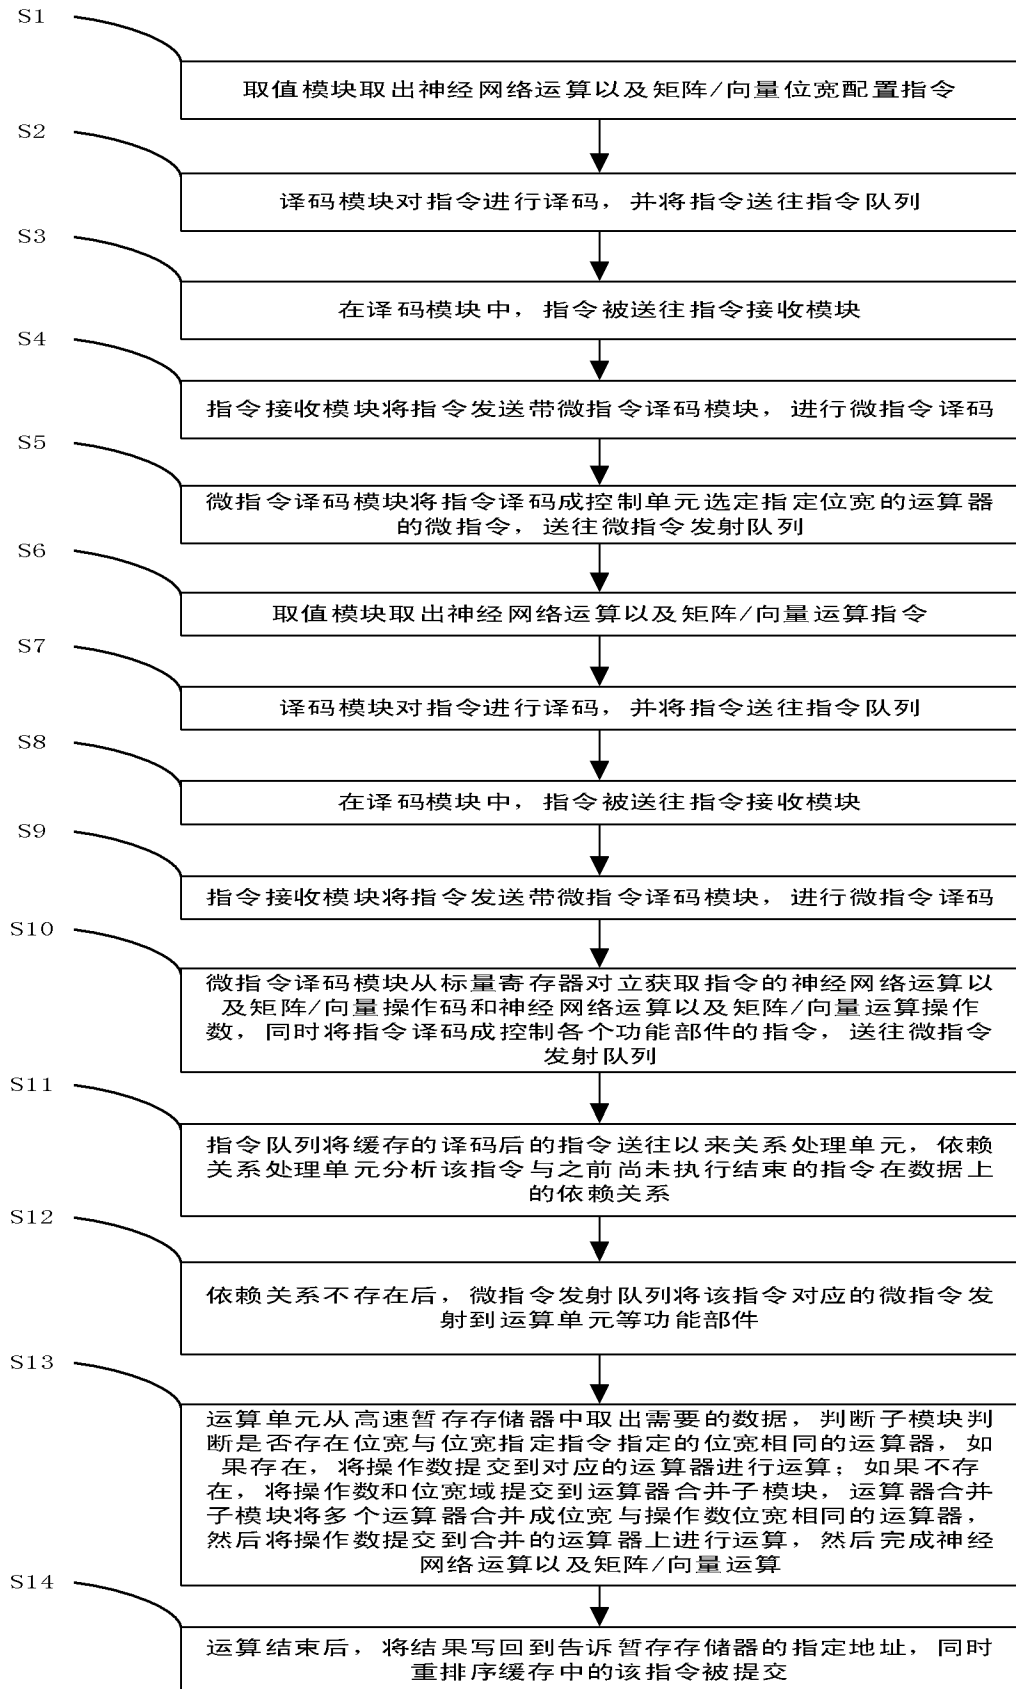 S1
取值模块取出神经网络运算以及矩阵/向量位宽配置指令
S2
译码模块对指令进行译码，并将指令送往指令队列
S3
在译码模块中，指令被送往指令接收模块
S4
指令接收模块将指令发送带微指令译码模块，进行微指令译码
S5
微指令译码模块将指令译码成控制单元选定指定位宽的运算器
的微指令，送往微指令发射队列
S6
取值模块取出神经网络运算以及矩阵/向量运算指令
S7
译码模块对指令进行译码，并将指令送往指令队列
S8
在译码模块中，指令被送往指令接收模块
S9
指令接收模块将指令发送带微指令译码模块，进行微指令译码
S10
微指令译码模块从标量寄存器对立获取指令的神经网络运算以
及矩阵/向量操作码和神经网络运算以及矩阵/向量运算操作
数，同时将指令译码成控制各个功能部件的指令，送往微指令
发射队列
S11
指令队列将缓存的译码后的指令送往以来关系处理单元，依赖
关系处理单元分析该指令与之前尚未执行结束的指令在数据上
的依赖关系
S12
依赖关系不存在后，微指令发射队列将该指令对应的微指令发
射到运算单元等功能部件
S13
运算单元从高速暂存存储器中取出需要的数据，判断子模块判
断是否存在位宽与位宽指定指令指定的位宽相同的运算器，如
果存在，将操作数提交到对应的运算器进行运算；如果不存
在，将操作数和位宽域提交到运算器合并子模块，运算器合并
子模块将多个运算器合并成位宽与操作数位宽相同的运算器，
然后将操作数提交到合并的运算器上进行运算，然后完成神经
网络运算以及矩阵/向量运算
S14
运算结束后，将结果写回到告诉暂存存储器的指定地址，同时
重排序缓存中的该指令被提交